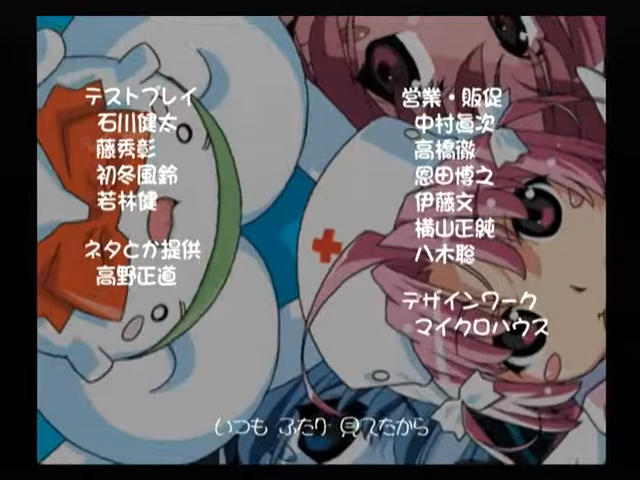 テストプレイ
石川健太
藤秀彰
初冬風鈴
若林健
ネタとか提供
高野正道
営業・販促
中村眞次
高橋徹
恩田博之
伊藤文
横山正純
八木聡
デザインワーク
マイクロハウス
いつも ふたり 見てたから